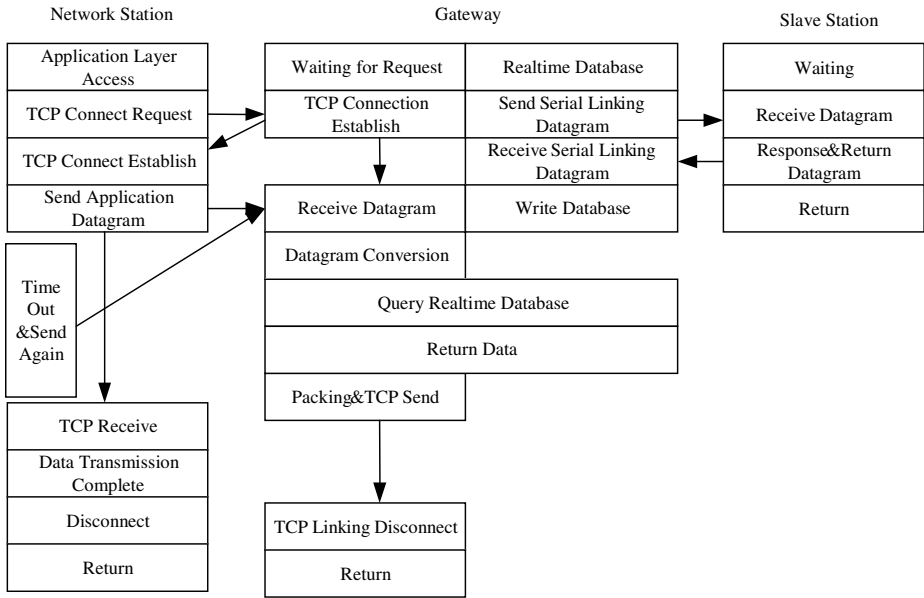 Network Station
Gateway
Slave Station
Application Layer
Access
TCP Connect Request
TCP Connect Establish
Send Application
Datagram
Time
Out
&Send
Again
TCP Receive
Data Transmission
Complete
Disconnect
Return
Waiting for Request
TCP Connection
Establish
Receive Datagram
Datagram Conversion
Query Realtime Database
Return Data
Packing&TCP Send
TCP Linking Disconnect
Return
Realtime Database
Send Serial Linking
Datagram
Receive Serial Linking
Datagram
Write Database
Waiting
Receive Datagram
Response&Return
Datagram
Return